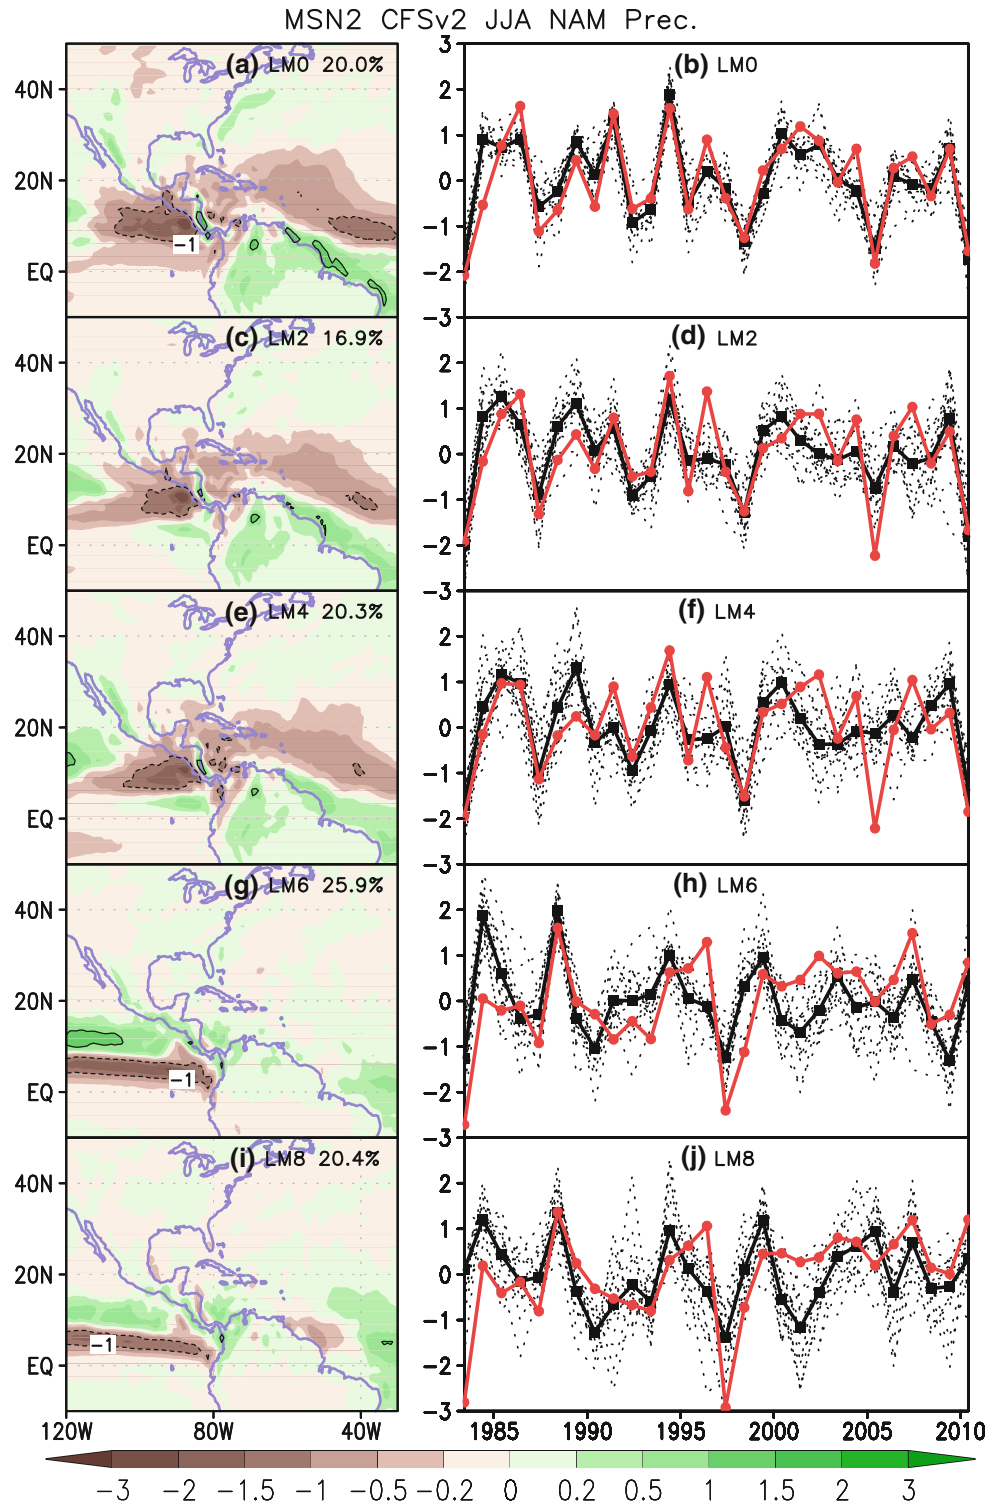 MSN2 CFSv2 JJA NAM Prec.
(a) LM0 20.0%
(b) LM0
40N
20N
EQ
-1
3
2
1
0
-1
-2
-3
(c) LM2 16.9%
(d) LM2
40N
20N
EQ
2
1
0
-1
-2
-3
(e) LM4 20.3%
(f) LM4
40N
20N
EQ
2
1
0
-1
-2
-3
(g) LM6 25.9%
(h) LM6
40N
20N
EQ
-1
2
1
0
-1
-2
-3
(i) LM8 20.4%
(j) LM8
40N
20N
EQ
-1
2
1
0
-1
-2
-3
120W 80W 40W
1985 1990 1995 2000 2005 2010
-3 -2 -1.5 -1 -0.5 -0.2 0 0.2 0.5 1 1.5 2 3